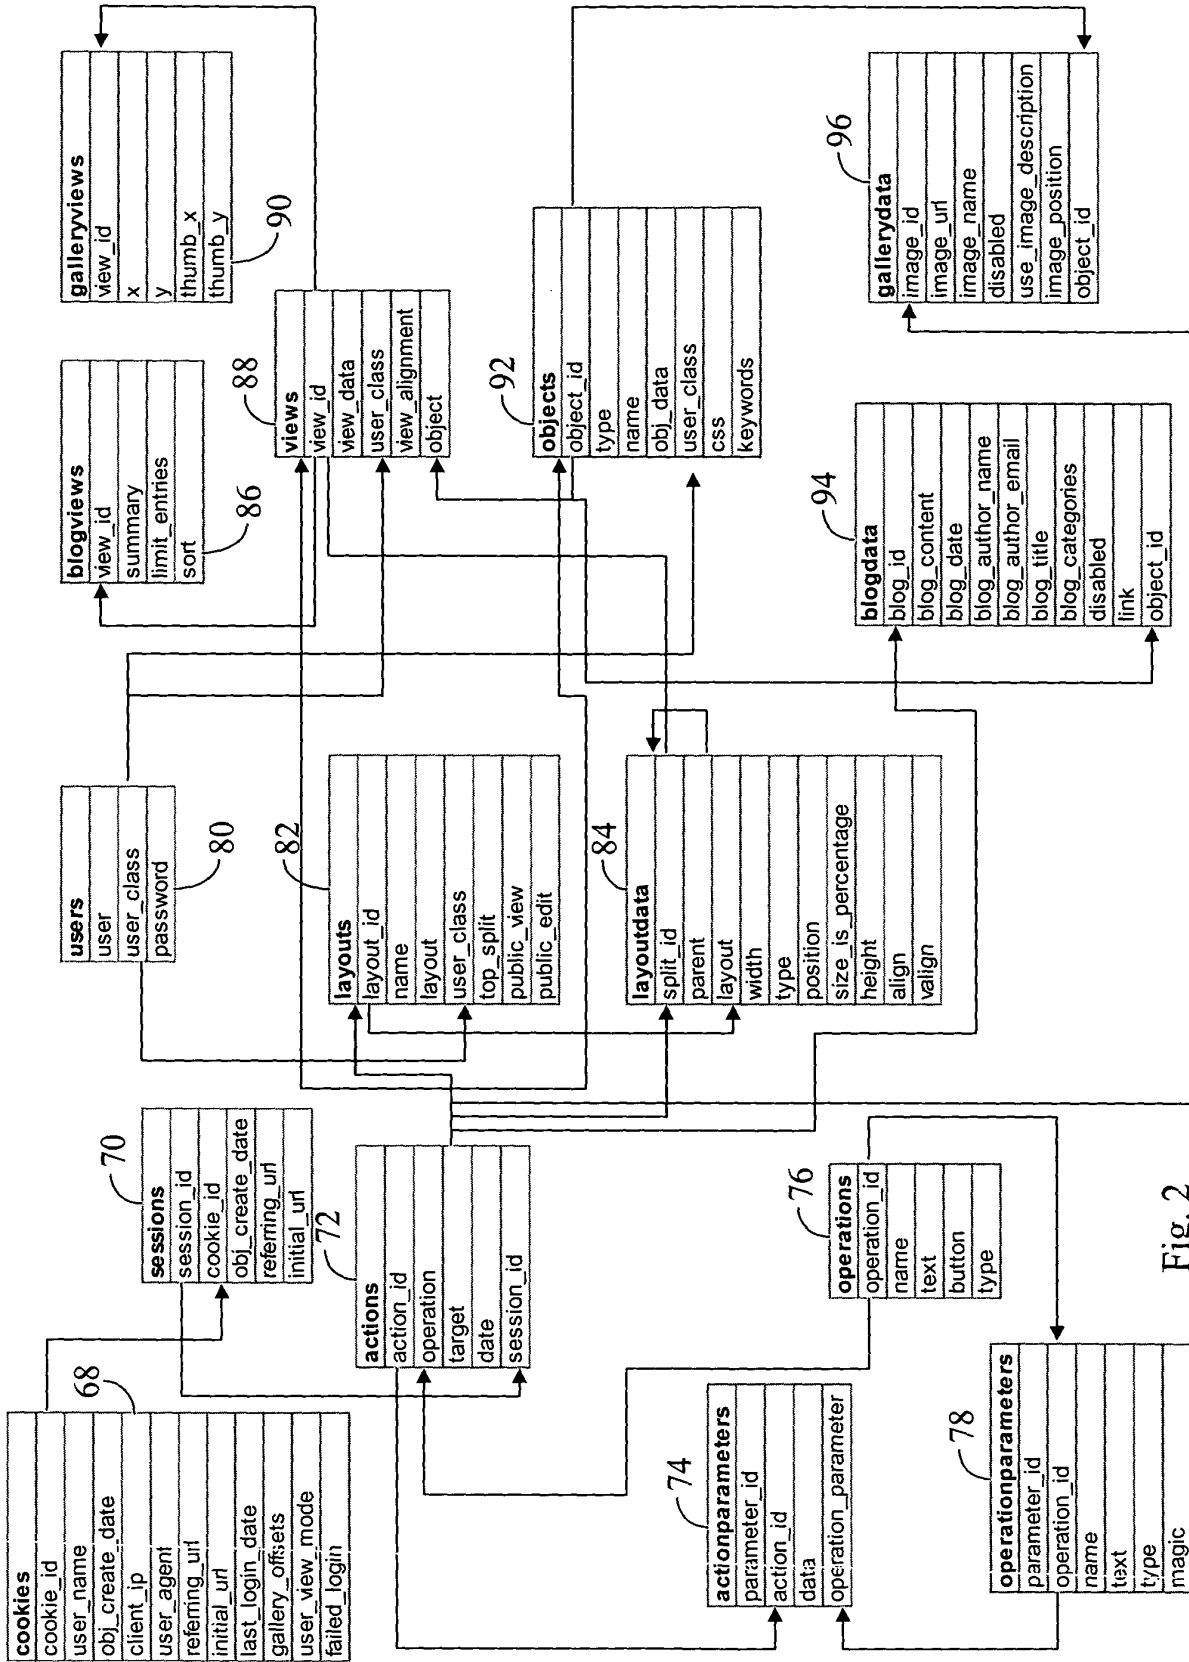 cookies
cookie_id
user_name
obj_create_date
client_ip
user_agent
referring_url
initial_url
last_login_date
gallery_offsets
user_view_mode
failed_login
68
sessions
session_id
cookie_id
obj_create_date
referring_url
initial_url
70
actions
action_id
operation
target
date
session_id
72
actionparameters
parameter_id
action_id
data
operation_parameter
74
operations
operation_id
name
text
button
type
76
operationparameters
parameter_id
operation_id
name
text
type
magic
78
users
user
user_class
password
80
layouts
layout_id
name
layout
user_class
top_split
public_view
public_edit
82
layoutdata
split_id
parent
layout
width
type
position
size_is_percentage
height
align
valign
84
blogviews
view_id
summary
limit_entries
sort
86
views
view_id
view_data
user_class
view_alignment
object
88
galleryviews
view_id
x
y
thumb_x
thumb_y
90
objects
object_id
type
name
obj_data
user_class
css
keywords
92
blogdata
blog_id
blog_content
blog_date
blog_author_name
blog_author_email
blog_title
blog_categories
disabled
link
object_id
94
gallerydata
image_id
image_url
image_name
disabled
use_image_description
image_position
object_id
96
Fig. 2